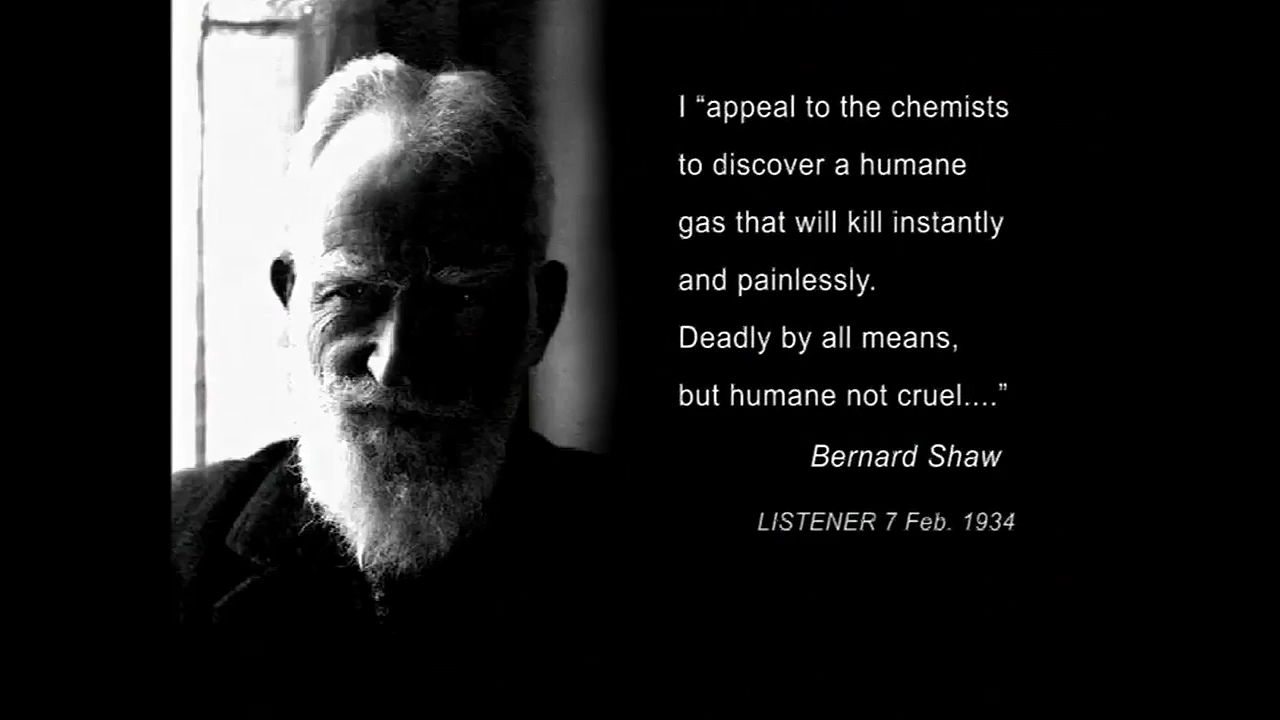 I “appeal to the chemists
to discover a humane
gas that will kill instantly
and painlessly.
Deadly by all means,
but humane not cruel....”
Bernard Shaw
LISTENER 7 Feb. 1934